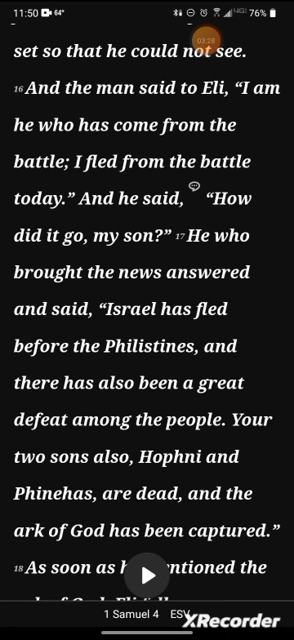 11:50 64° 4G 76%
03:28
set so that he could not see.
16 And the man said to Eli, “I am
he who has come from the
battle; I fled from the battle
today.” And he said, “How
did it go, my son?” 17 He who
brought the news answered
and said, “Israel has fled
before the Philistines, and
there has also been a great
defeat among the people. Your
two sons also, Hophni and
Phinehas, are dead, and the
ark of God has been captured.”
18 As soon as he mentioned the
1 Samuel 4 ESV
XRecorder